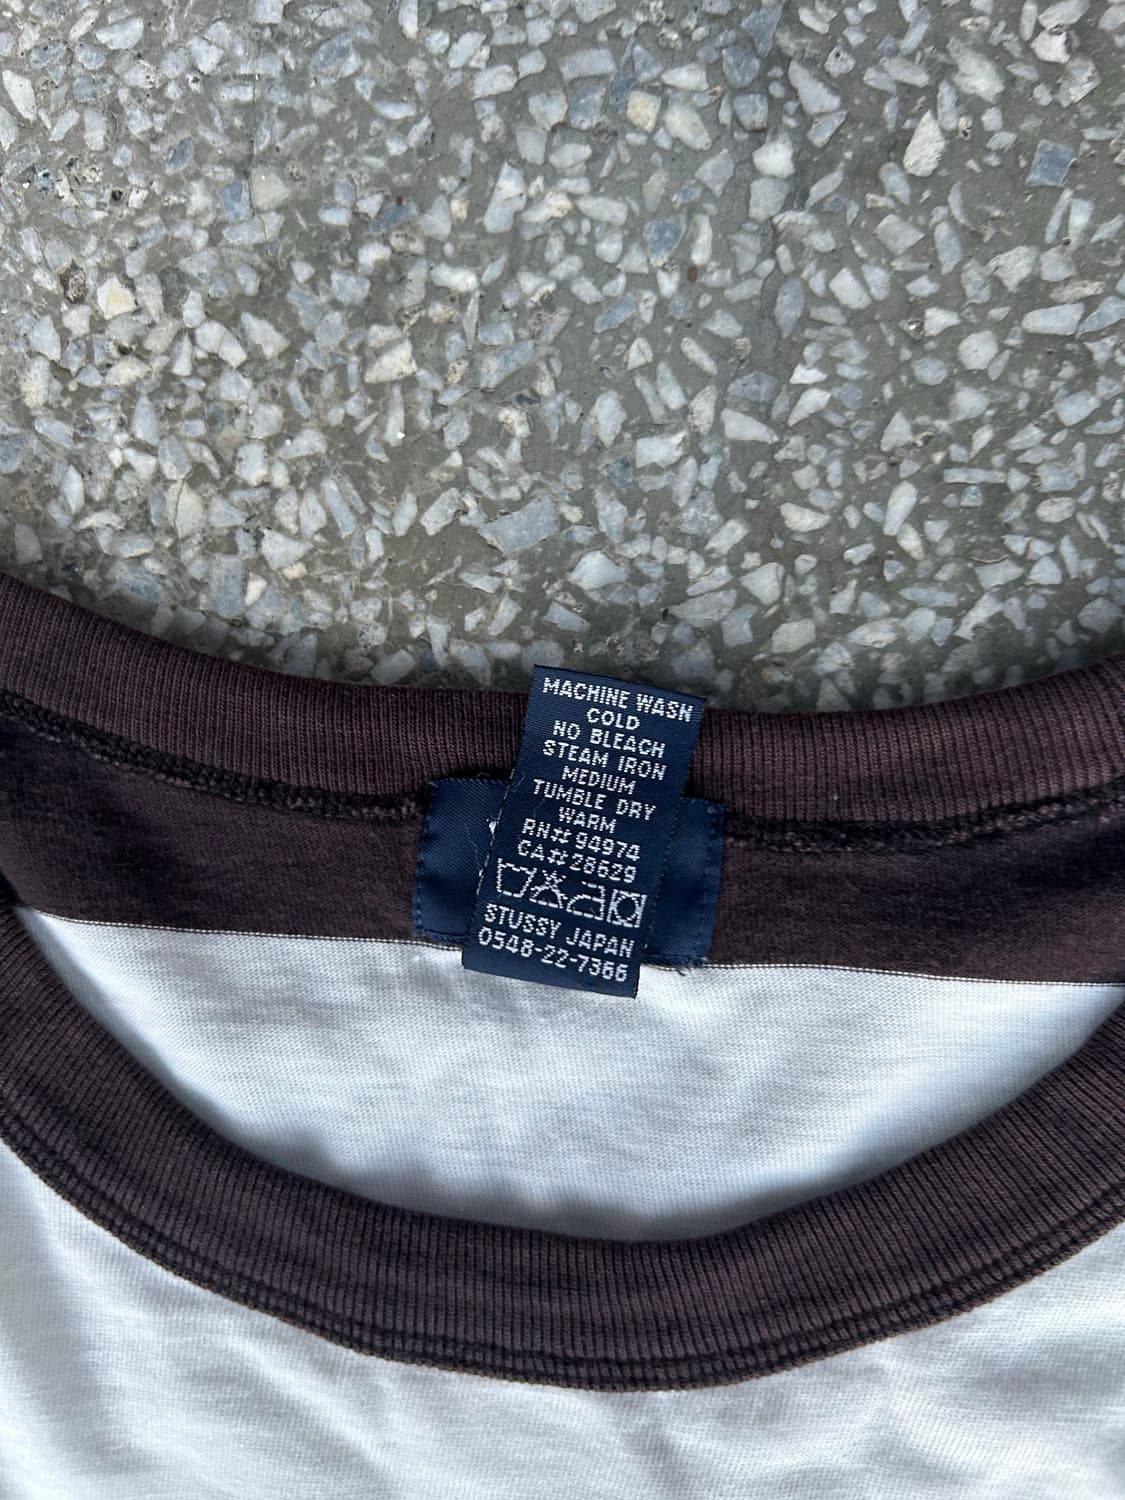 MACHINE WASH
COLD
NO BLEACH
STEAM IRON
MEDIUM
TUMBLE DRY
WARM
RN# 94974
CA# 28629
STUSSY JAPAN
0548-22-7366